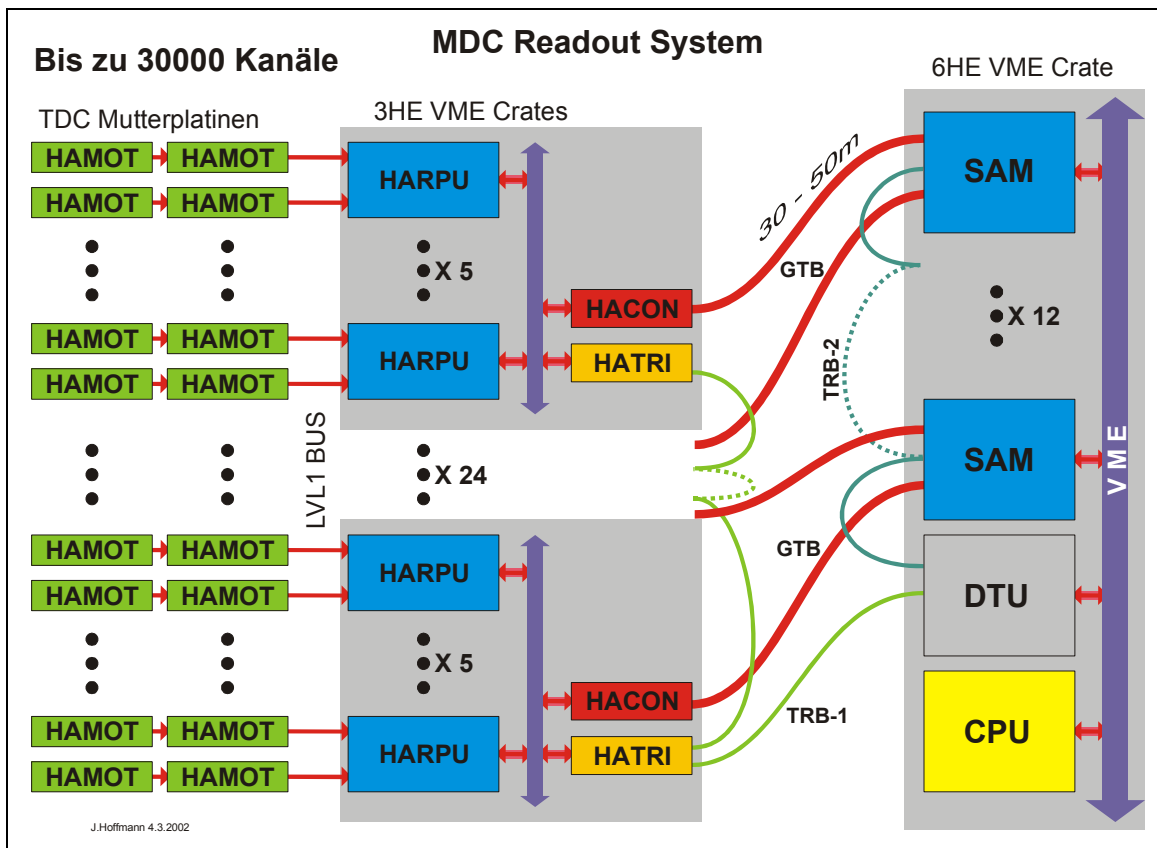 MDC Readout System
Bis zu 30000 Kanäle
6HE VME Crate
TDC Mutterplatinen
3HE VME Crates
HAMOT HAMOT
HAMOT HAMOT
HARPU
X 5
HAMOT HAMOT
HAMOT HAMOT
HARPU
HACON
HATRI
LVL1 BUS
X 24
HAMOT HAMOT
HAMOT HAMOT
HARPU
X 5
HAMOT HAMOT
HAMOT HAMOT
HARPU
HACON
HATRI
30 - 50m
GTB
TRB-2
GTB
TRB-1
SAM
X 12
SAM
DTU
CPU
VME
J.Hoffmann 4.3.2002